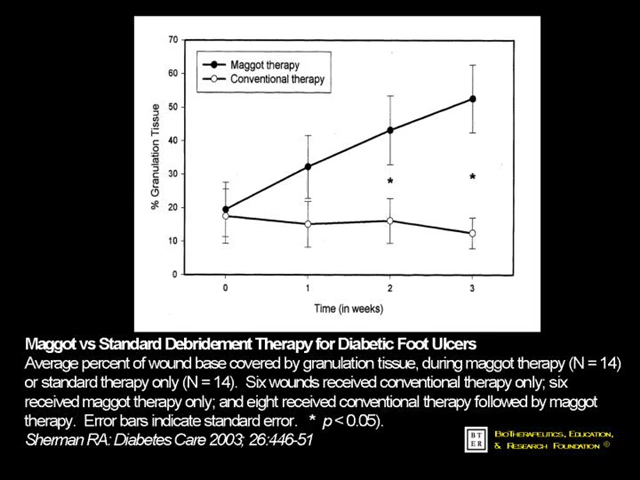 70
Maggot therapy
60
Conventional therapy
50
40
% Granulation Tissue
30
*
*
20
10
0
0 1 2 3
Time (in weeks)
Maggot vs Standard Debridement Therapy for Diabetic Foot Ulcers
Average percent of wound base covered by granulation tissue, during maggot therapy (N = 14)
or standard therapy only (N = 14). Six wounds received conventional therapy only; six
received maggot therapy only; and eight received conventional therapy followed by maggot
therapy. Error bars indicate standard error. * p < 0.05).
Sherman RA: Diabetes Care 2003; 26:446-51
BT
ER
BIOTHERAPEUTICS, EDUCATION,
& RESEARCH FOUNDATION ©